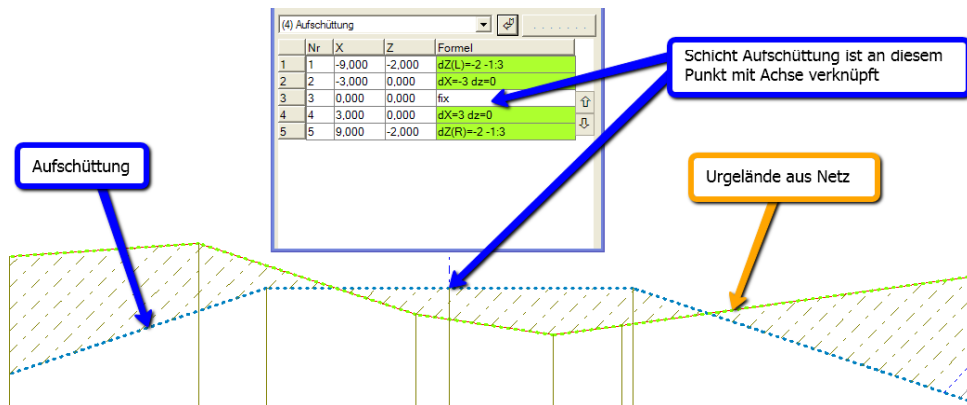 (4) Aufschüttung
Nr X Z Formel
1 1 -9,000 -2,000 dZ(L)=-2 -1:3
2 2 -3,000 0,000 dX=-3 dz=0
3 3 0,000 0,000 fix
4 4 3,000 0,000 dX=3 dz=0
5 5 9,000 -2,000 dZ(R)=-2 -1:3
Schicht Aufschüttung ist an diesem
Punkt mit Achse verknüpft
Aufschüttung
Urgelände aus Netz